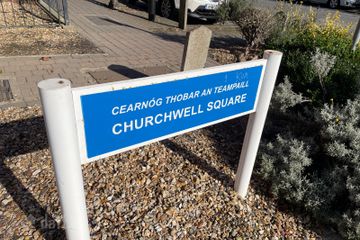 CEARNÓG THOBAR AN TEAMPAILL
CHURCHWELL SQUARE